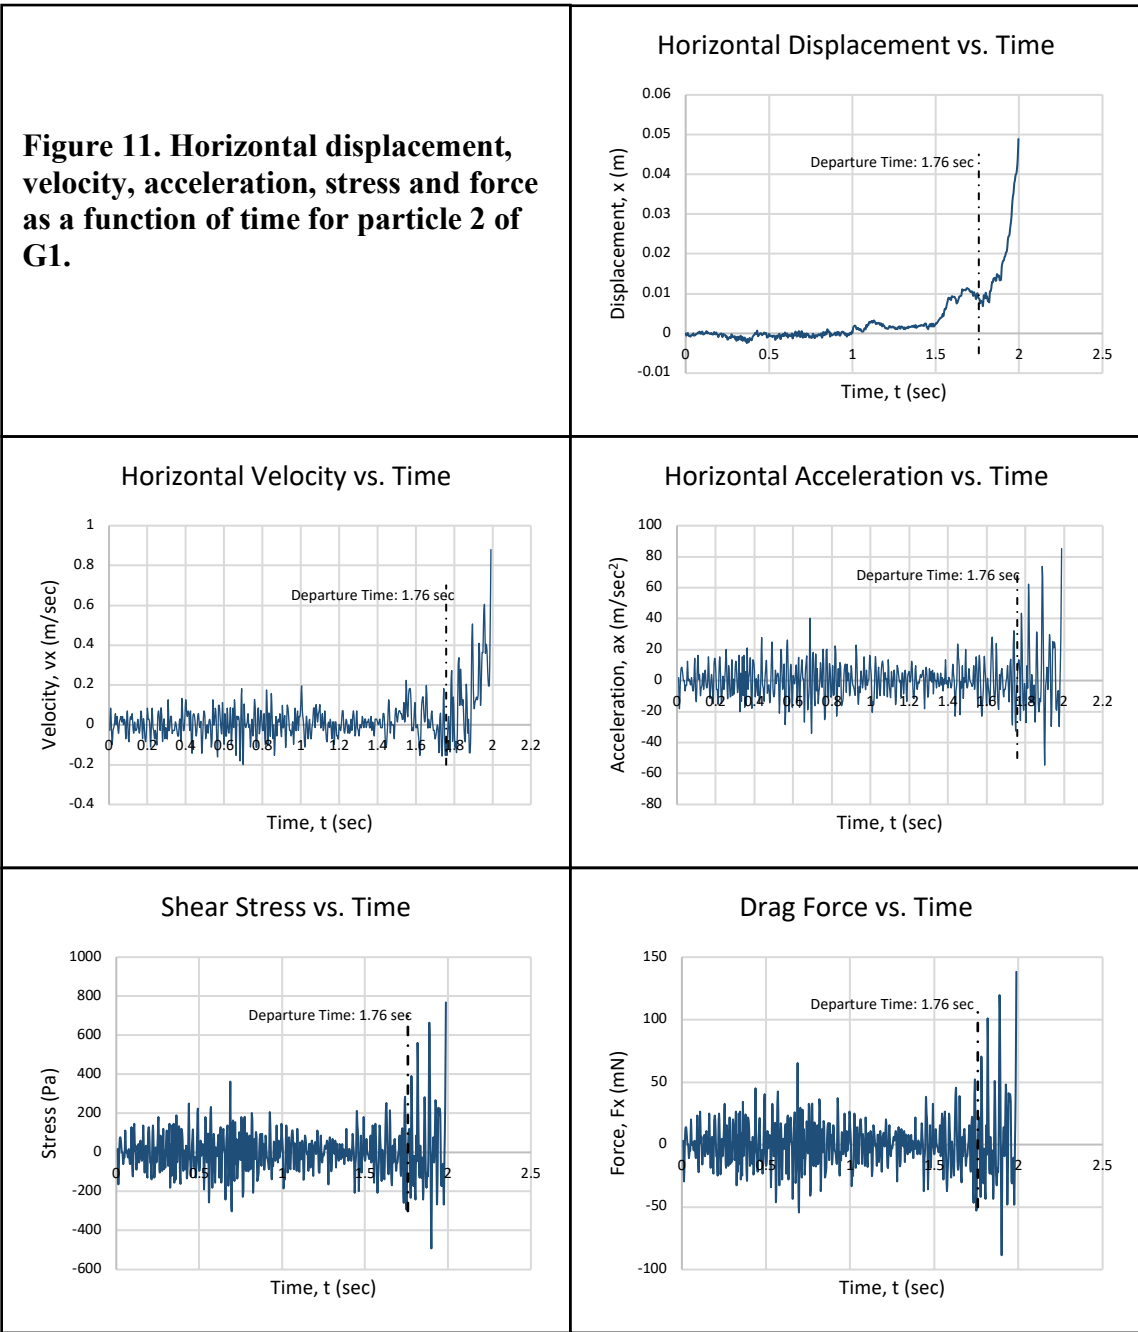 Figure 11. Horizontal displacement,
velocity, acceleration, stress and force
as a function of time for particle 2 of
G1.
Horizontal Displacement vs. Time
0.06
0.05
0.04
0.03
0.02
0.01
0
-0.01
Displacement, x (m)
Departure Time: 1.76 sec
0 0.5 1 1.5 2 2.5
Time, t (sec)
Horizontal Velocity vs. Time
1
0.8
0.6
0.4
0.2
0
-0.2
-0.4
Velocity, vx (m/sec)
Departure Time: 1.76 sec
0 0.2 0.4 0.6 0.8 1 1.2 1.4 1.6 1.8 2 2.2
Time, t (sec)
Horizontal Acceleration vs. Time
100
80
60
40
20
0
-20
-40
-60
-80
Acceleration, ax (m/sec²)
Departure Time: 1.76 sec
0 0.2 0.4 0.6 0.8 1 1.2 1.4 1.6 1.8 2 2.2
Time, t (sec)
Shear Stress vs. Time
1000
800
600
400
200
0
-200
-400
-600
Stress (Pa)
Departure Time: 1.76 sec
0 0.5 1 1.5 2 2.5
Time, t (sec)
Drag Force vs. Time
150
100
50
0
-50
-100
Force, Fx (mN)
Departure Time: 1.76 sec
0 0.5 1 1.5 2 2.5
Time, t (sec)